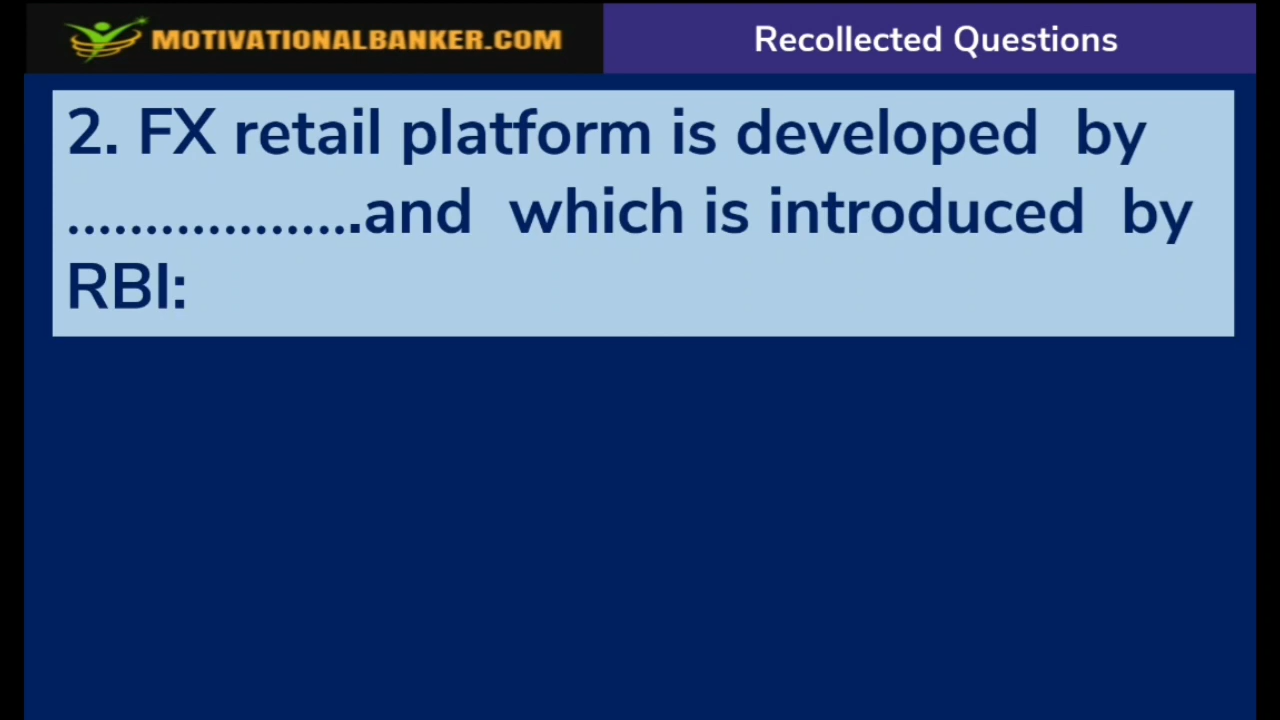 MOTIVATIONALBANKER.COM
Recollected Questions
2. FX retail platform is developed by
...................and which is introduced by
RBI: